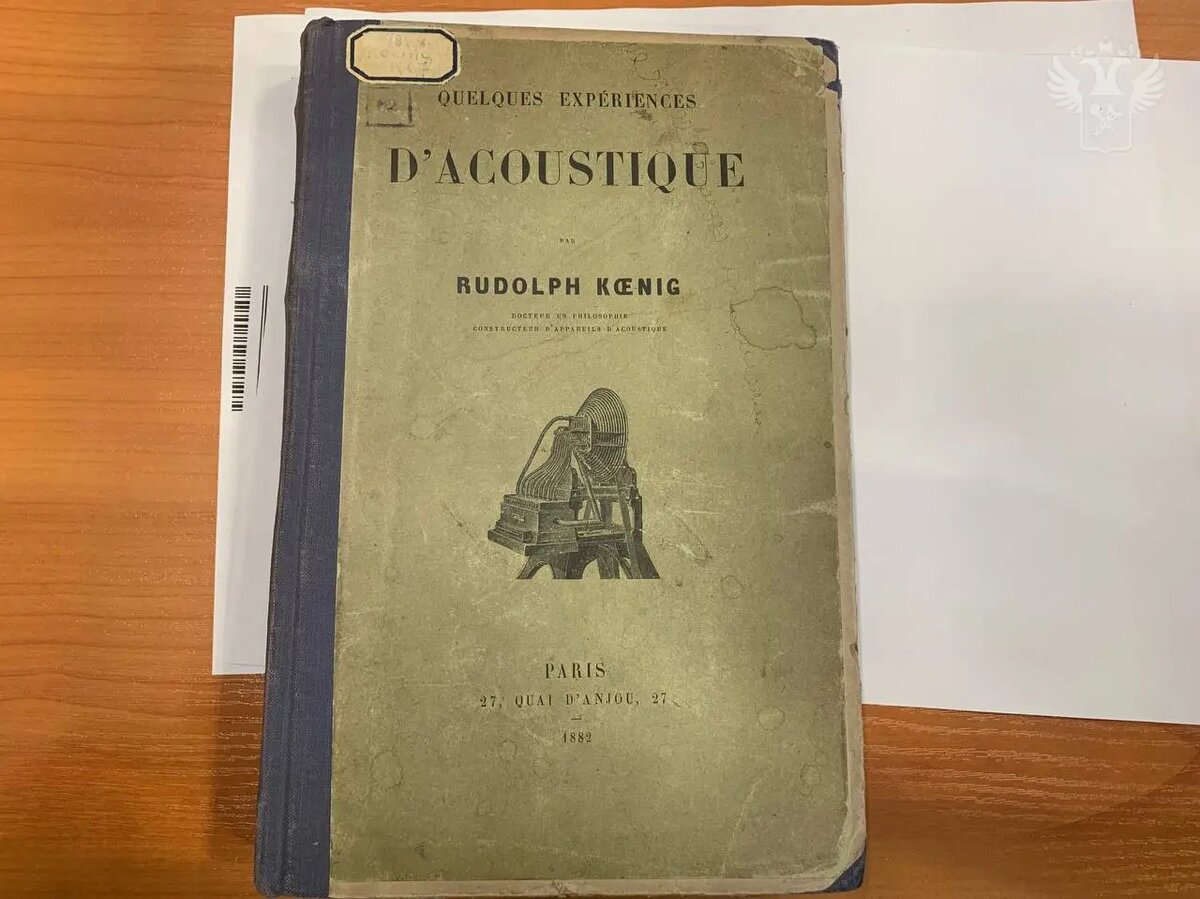 QUELQUES EXPÉRIENCES
D'ACOUSTIQUE
PAR
RUDOLPH KŒNIG
DOCTEUR EN PHILOSOPHIE
CONSTRUCTEUR D'APPAREILS D'ACOUSTIQUE
PARIS
27, QUAI D'ANJOU, 27
1882